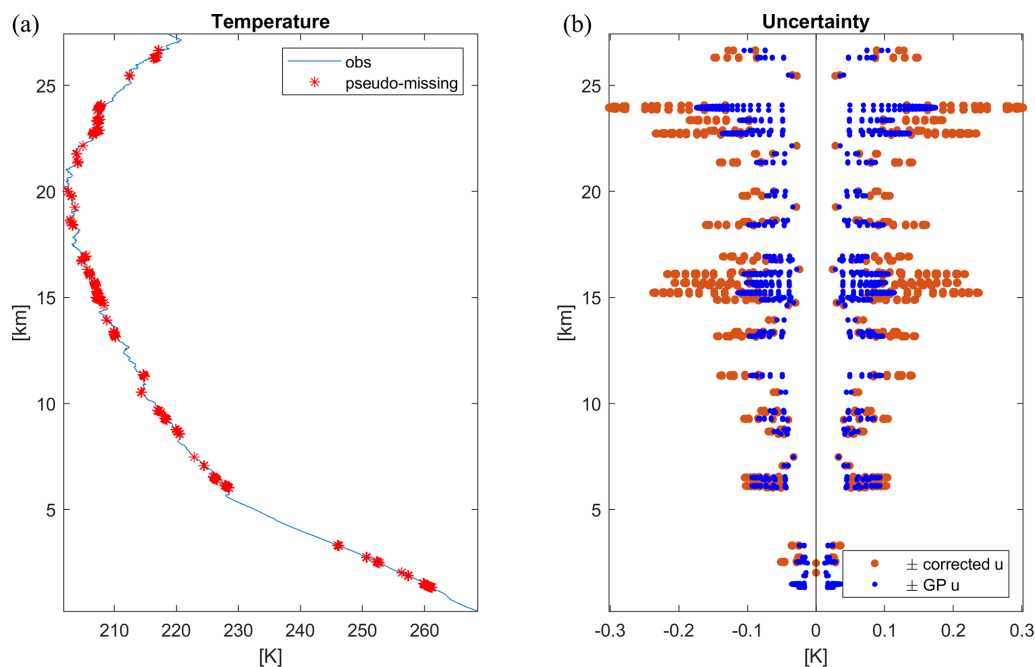 (a)
Temperature
obs
pseudo-missing
25
20
15
10
5
[km]
210
220
230
240
250
260
[K]
(b)
Uncertainty
25
20
15
10
5
[km]
± corrected u
± GP u
-0.3
-0.2
-0.1
0
0.1
0.2
0.3
[K]